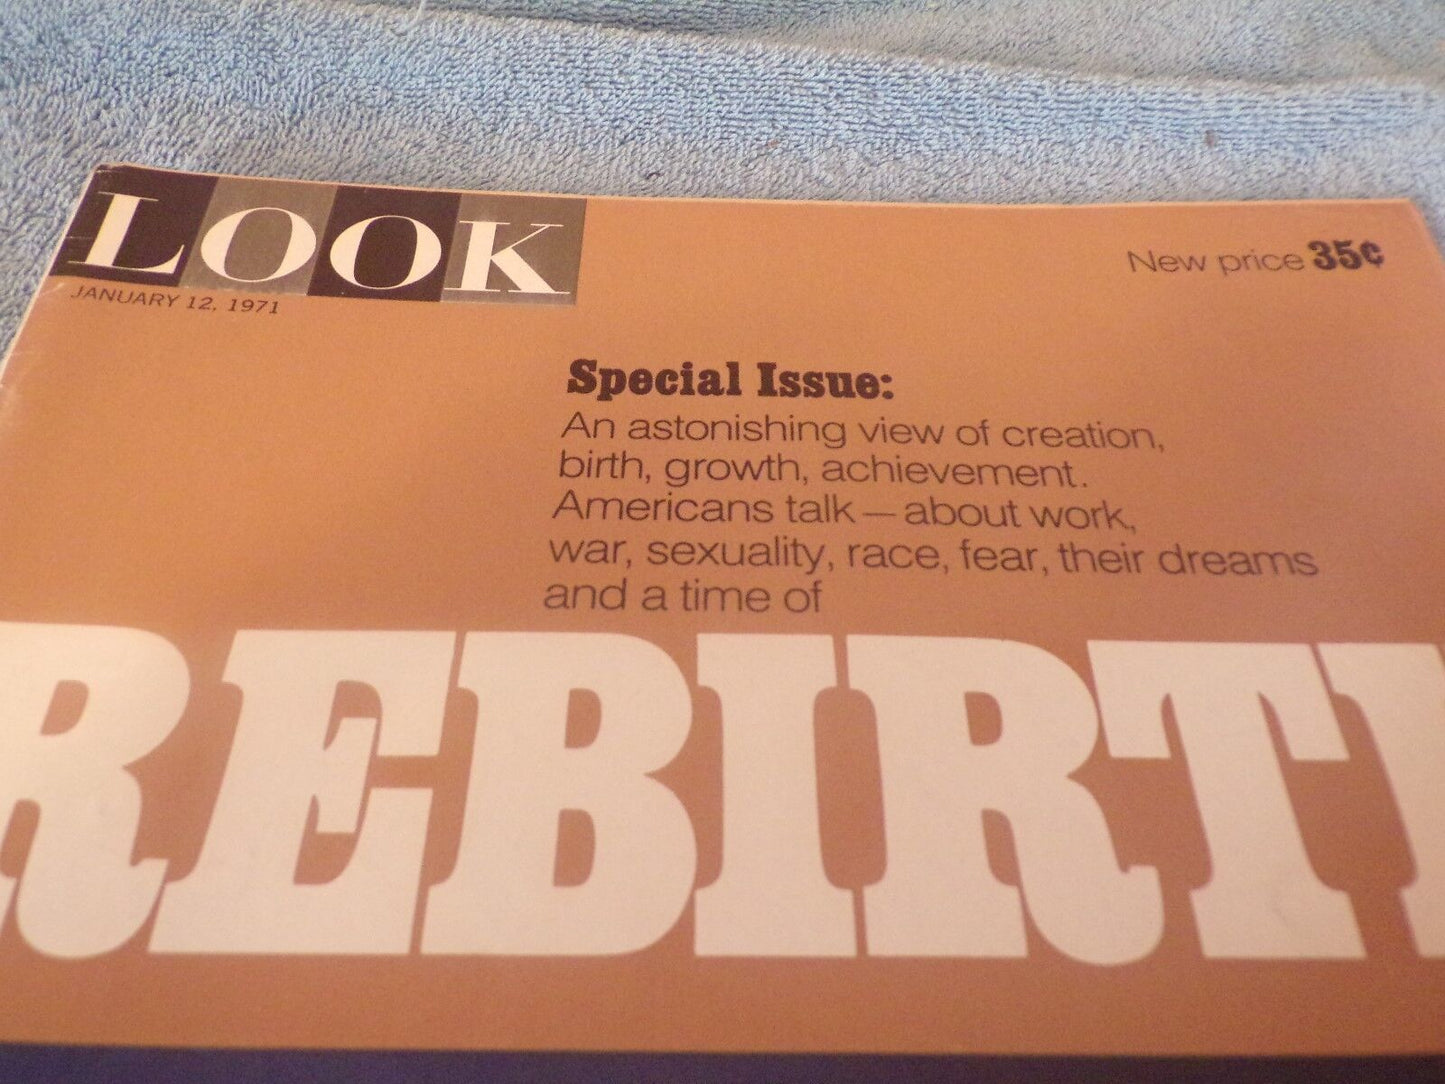 LOOK
JANUARY 12, 1971
New price 35¢
Special Issue:
An astonishing view of creation,
birth, growth, achievement.
Americans talk — about work,
war, sexuality, race, fear, their dreams
and a time of
REBIRTH